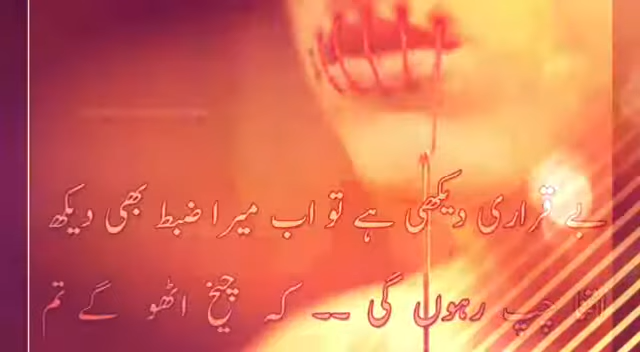 بے قراری دیکھی ہے تو اب میرا ضبط بھی دیکھ
اتنا چپ رہوں گی -- کہ چیخ اٹھو گے تم